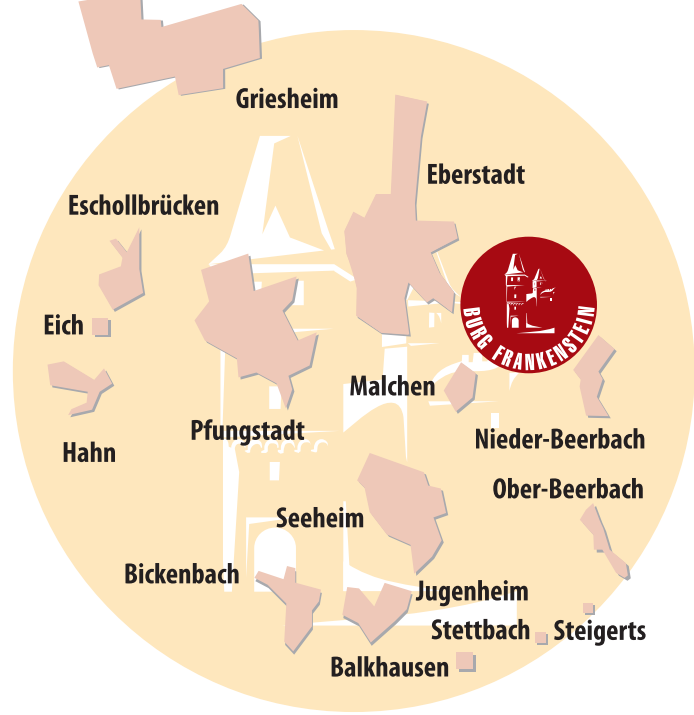 Griesheim
Eberstadt
Eschollbrücken
BURG FRANKENSTEIN
Eich
Malchen
Pfungstadt
Nieder-Beerbach
Hahn
Ober-Beerbach
Seeheim
Bickenbach
Jugenheim
Stettbach
Steigerts
Balkhausen